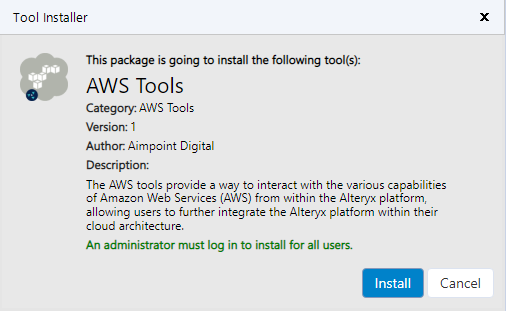 Tool Installer
x
This package is going to install the following tool(s):
AWS Tools
Category: AWS Tools
Version: 1
Author: Aimpoint Digital
Description:
The AWS tools provide a way to interact with the various capabilities
of Amazon Web Services (AWS) from within the Alteryx platform,
allowing users to further integrate the Alteryx platform within their
cloud architecture.
An administrator must log in to install for all users.
Install
Cancel